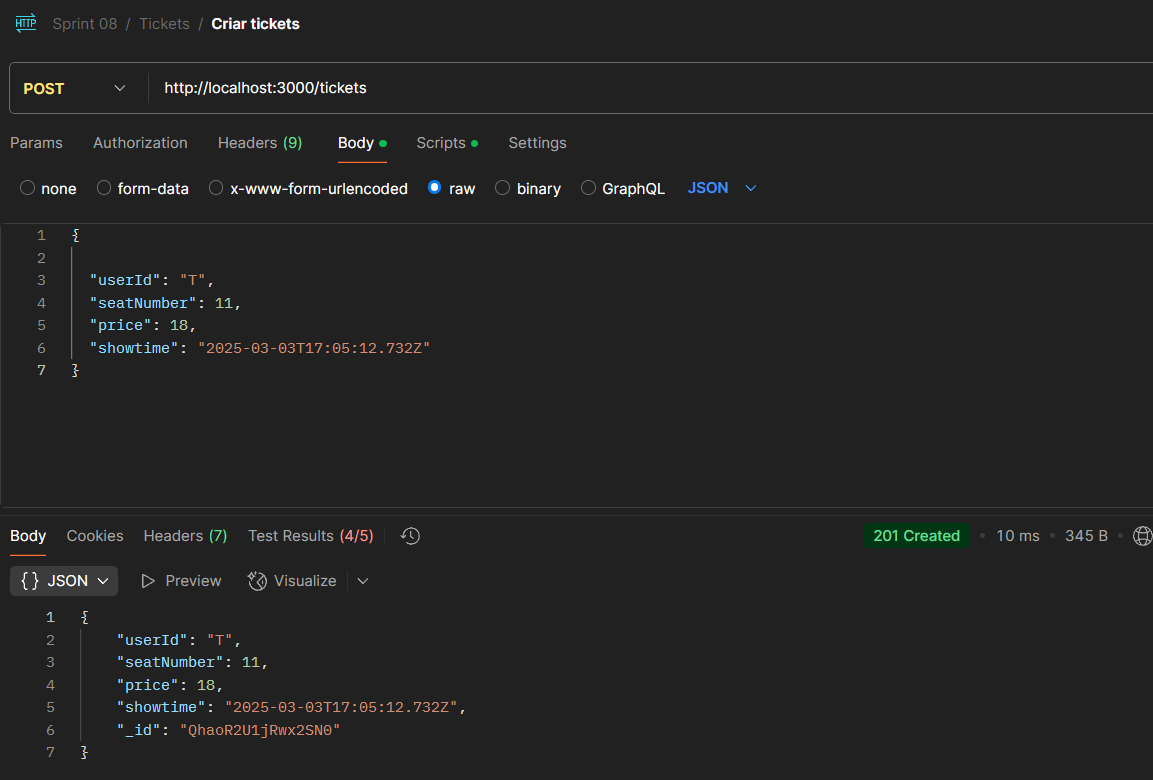 HTTP Sprint 08 / Tickets / Criar tickets
POST http://localhost:3000/tickets
Params Authorization Headers (9) Body Scripts Settings
none form-data x-www-form-urlencoded raw binary GraphQL JSON
1 {
2
3 "userId": "T",
4 "seatNumber": 11,
5 "price": 18,
6 "showtime": "2025-03-03T17:05:12.732Z"
7 }
Body Cookies Headers (7) Test Results (4/5) 201 Created • 10 ms • 345 B •
{} JSON Preview Visualize
1 {
2 "userId": "T",
3 "seatNumber": 11,
4 "price": 18,
5 "showtime": "2025-03-03T17:05:12.732Z",
6 "_id": "QhaoR2U1jRwx2SN0"
7 }